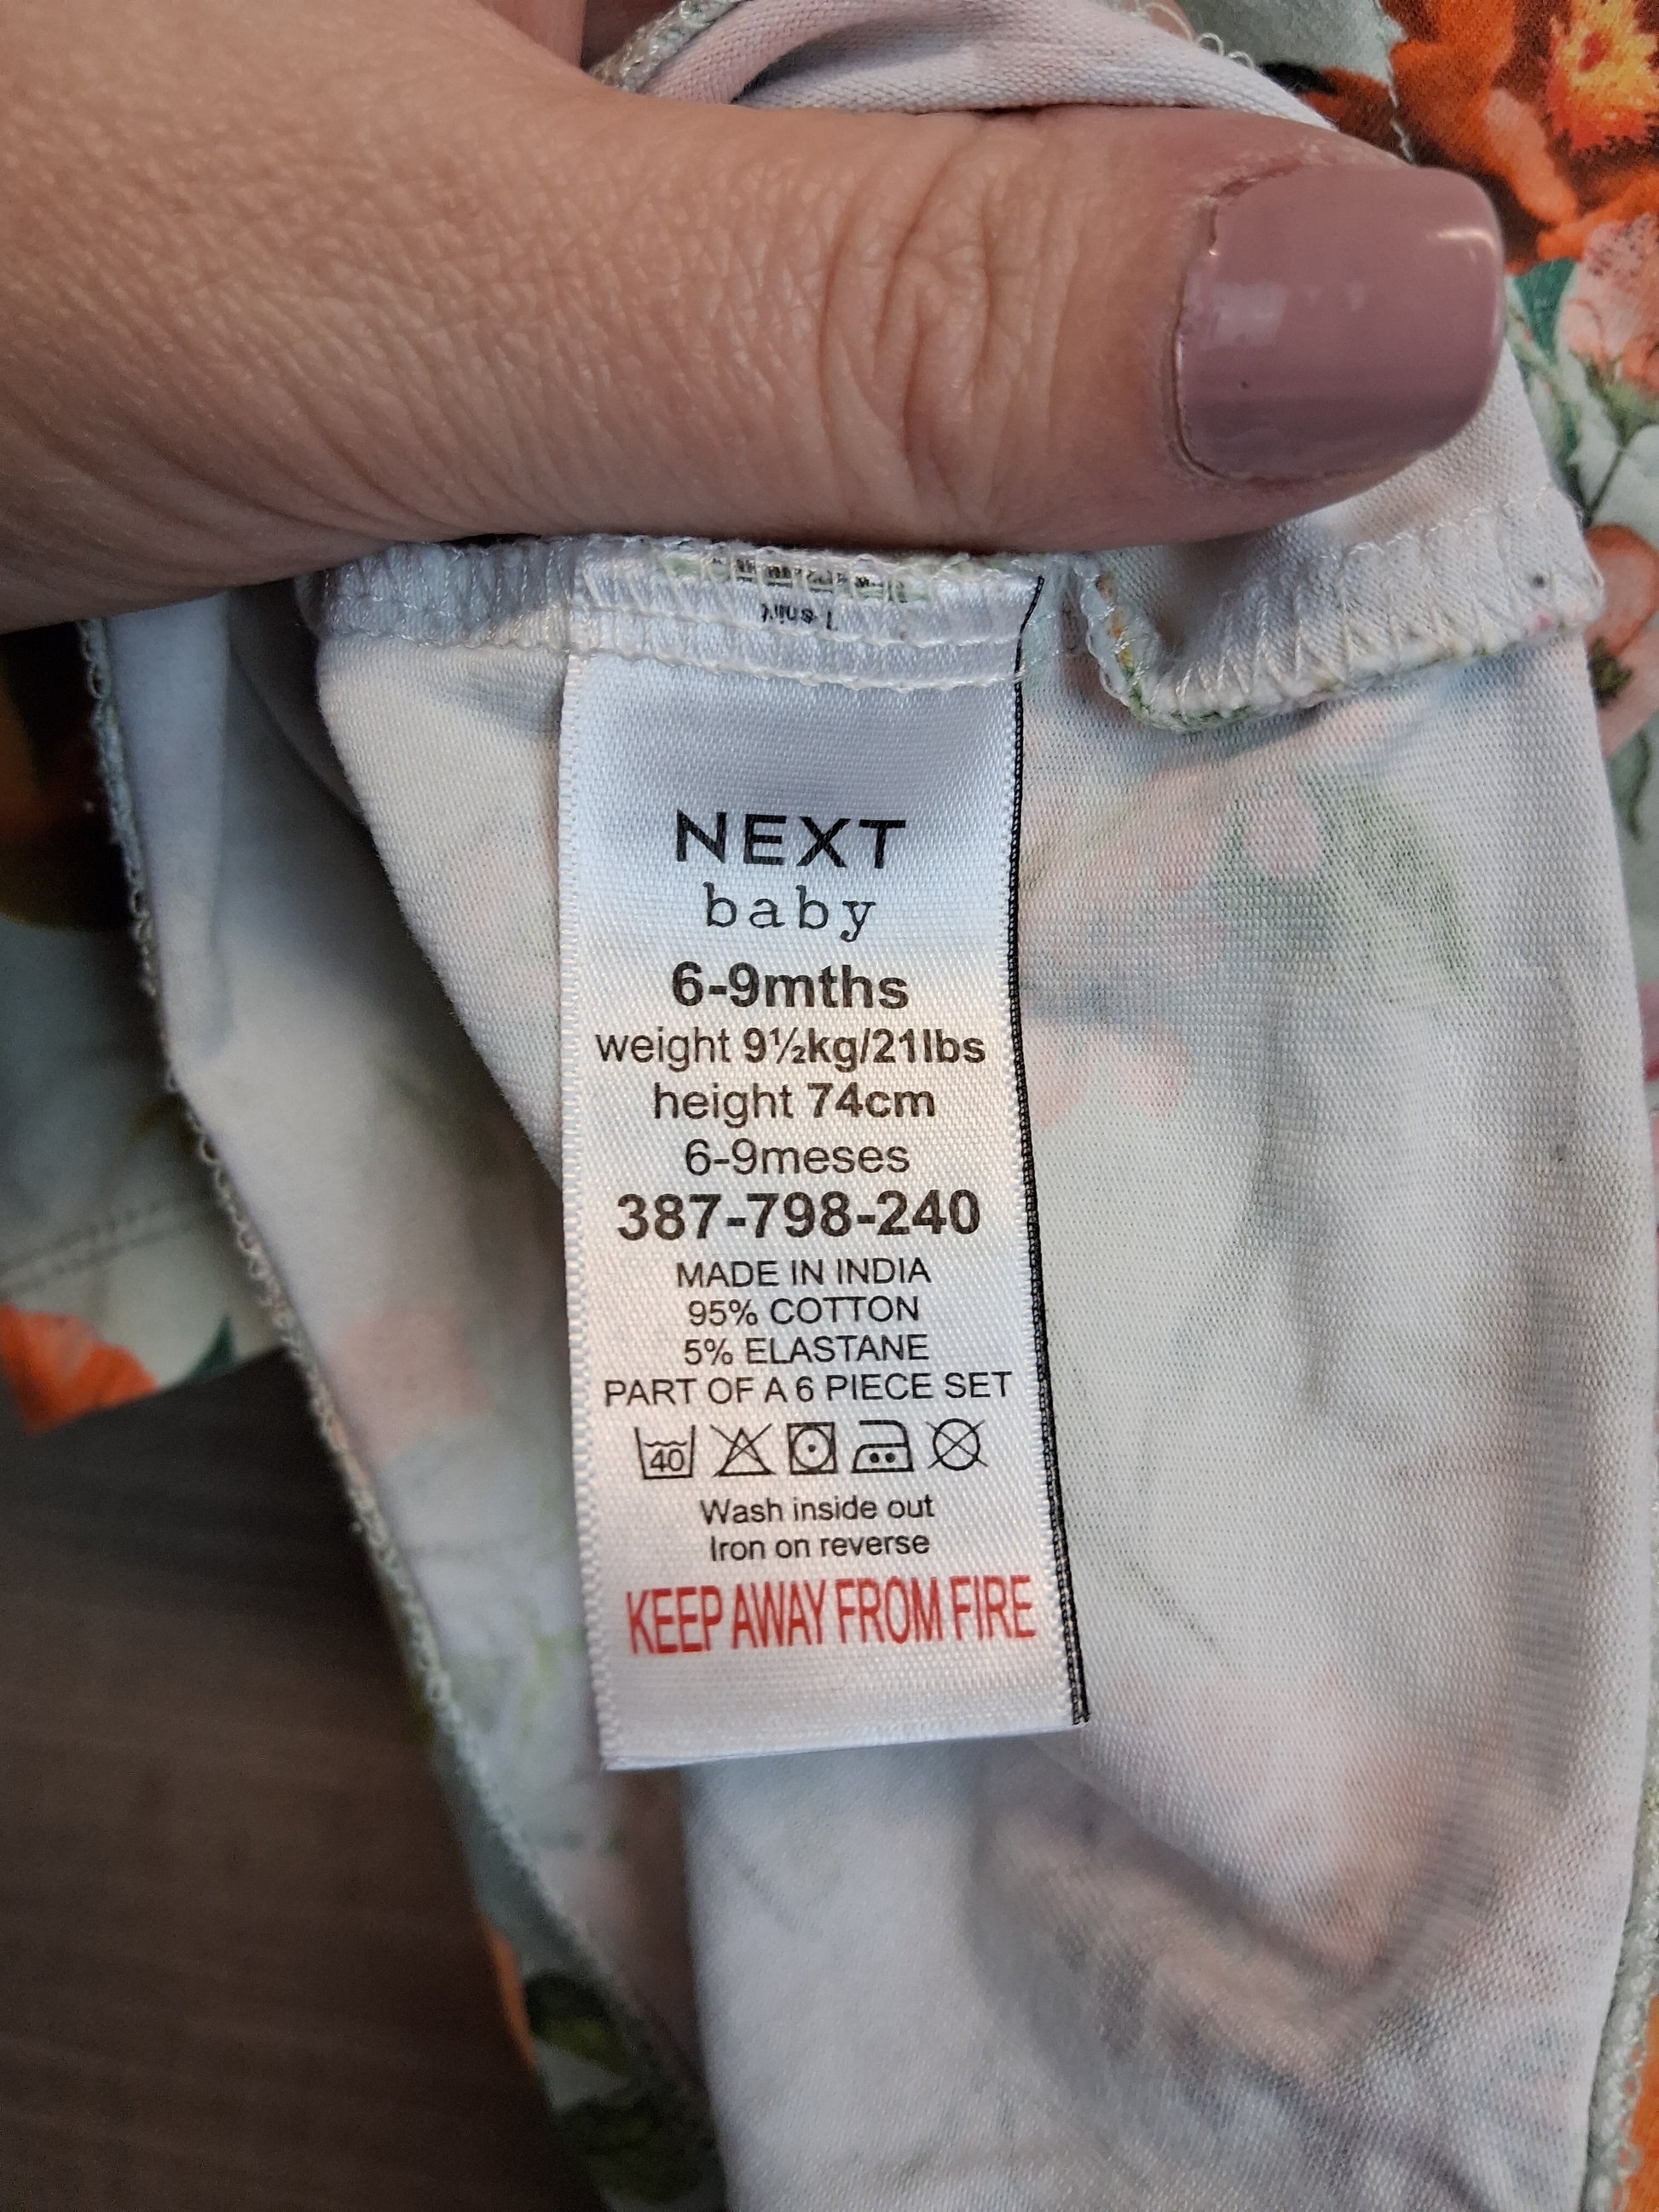 NEXT
baby
6-9mths
weight 9½kg/21lbs
height 74cm
6-9meses
387-798-240
MADE IN INDIA
95% COTTON
5% ELASTANE
PART OF A 6 PIECE SET
40
Wash inside out
Iron on reverse
KEEP AWAY FROM FIRE